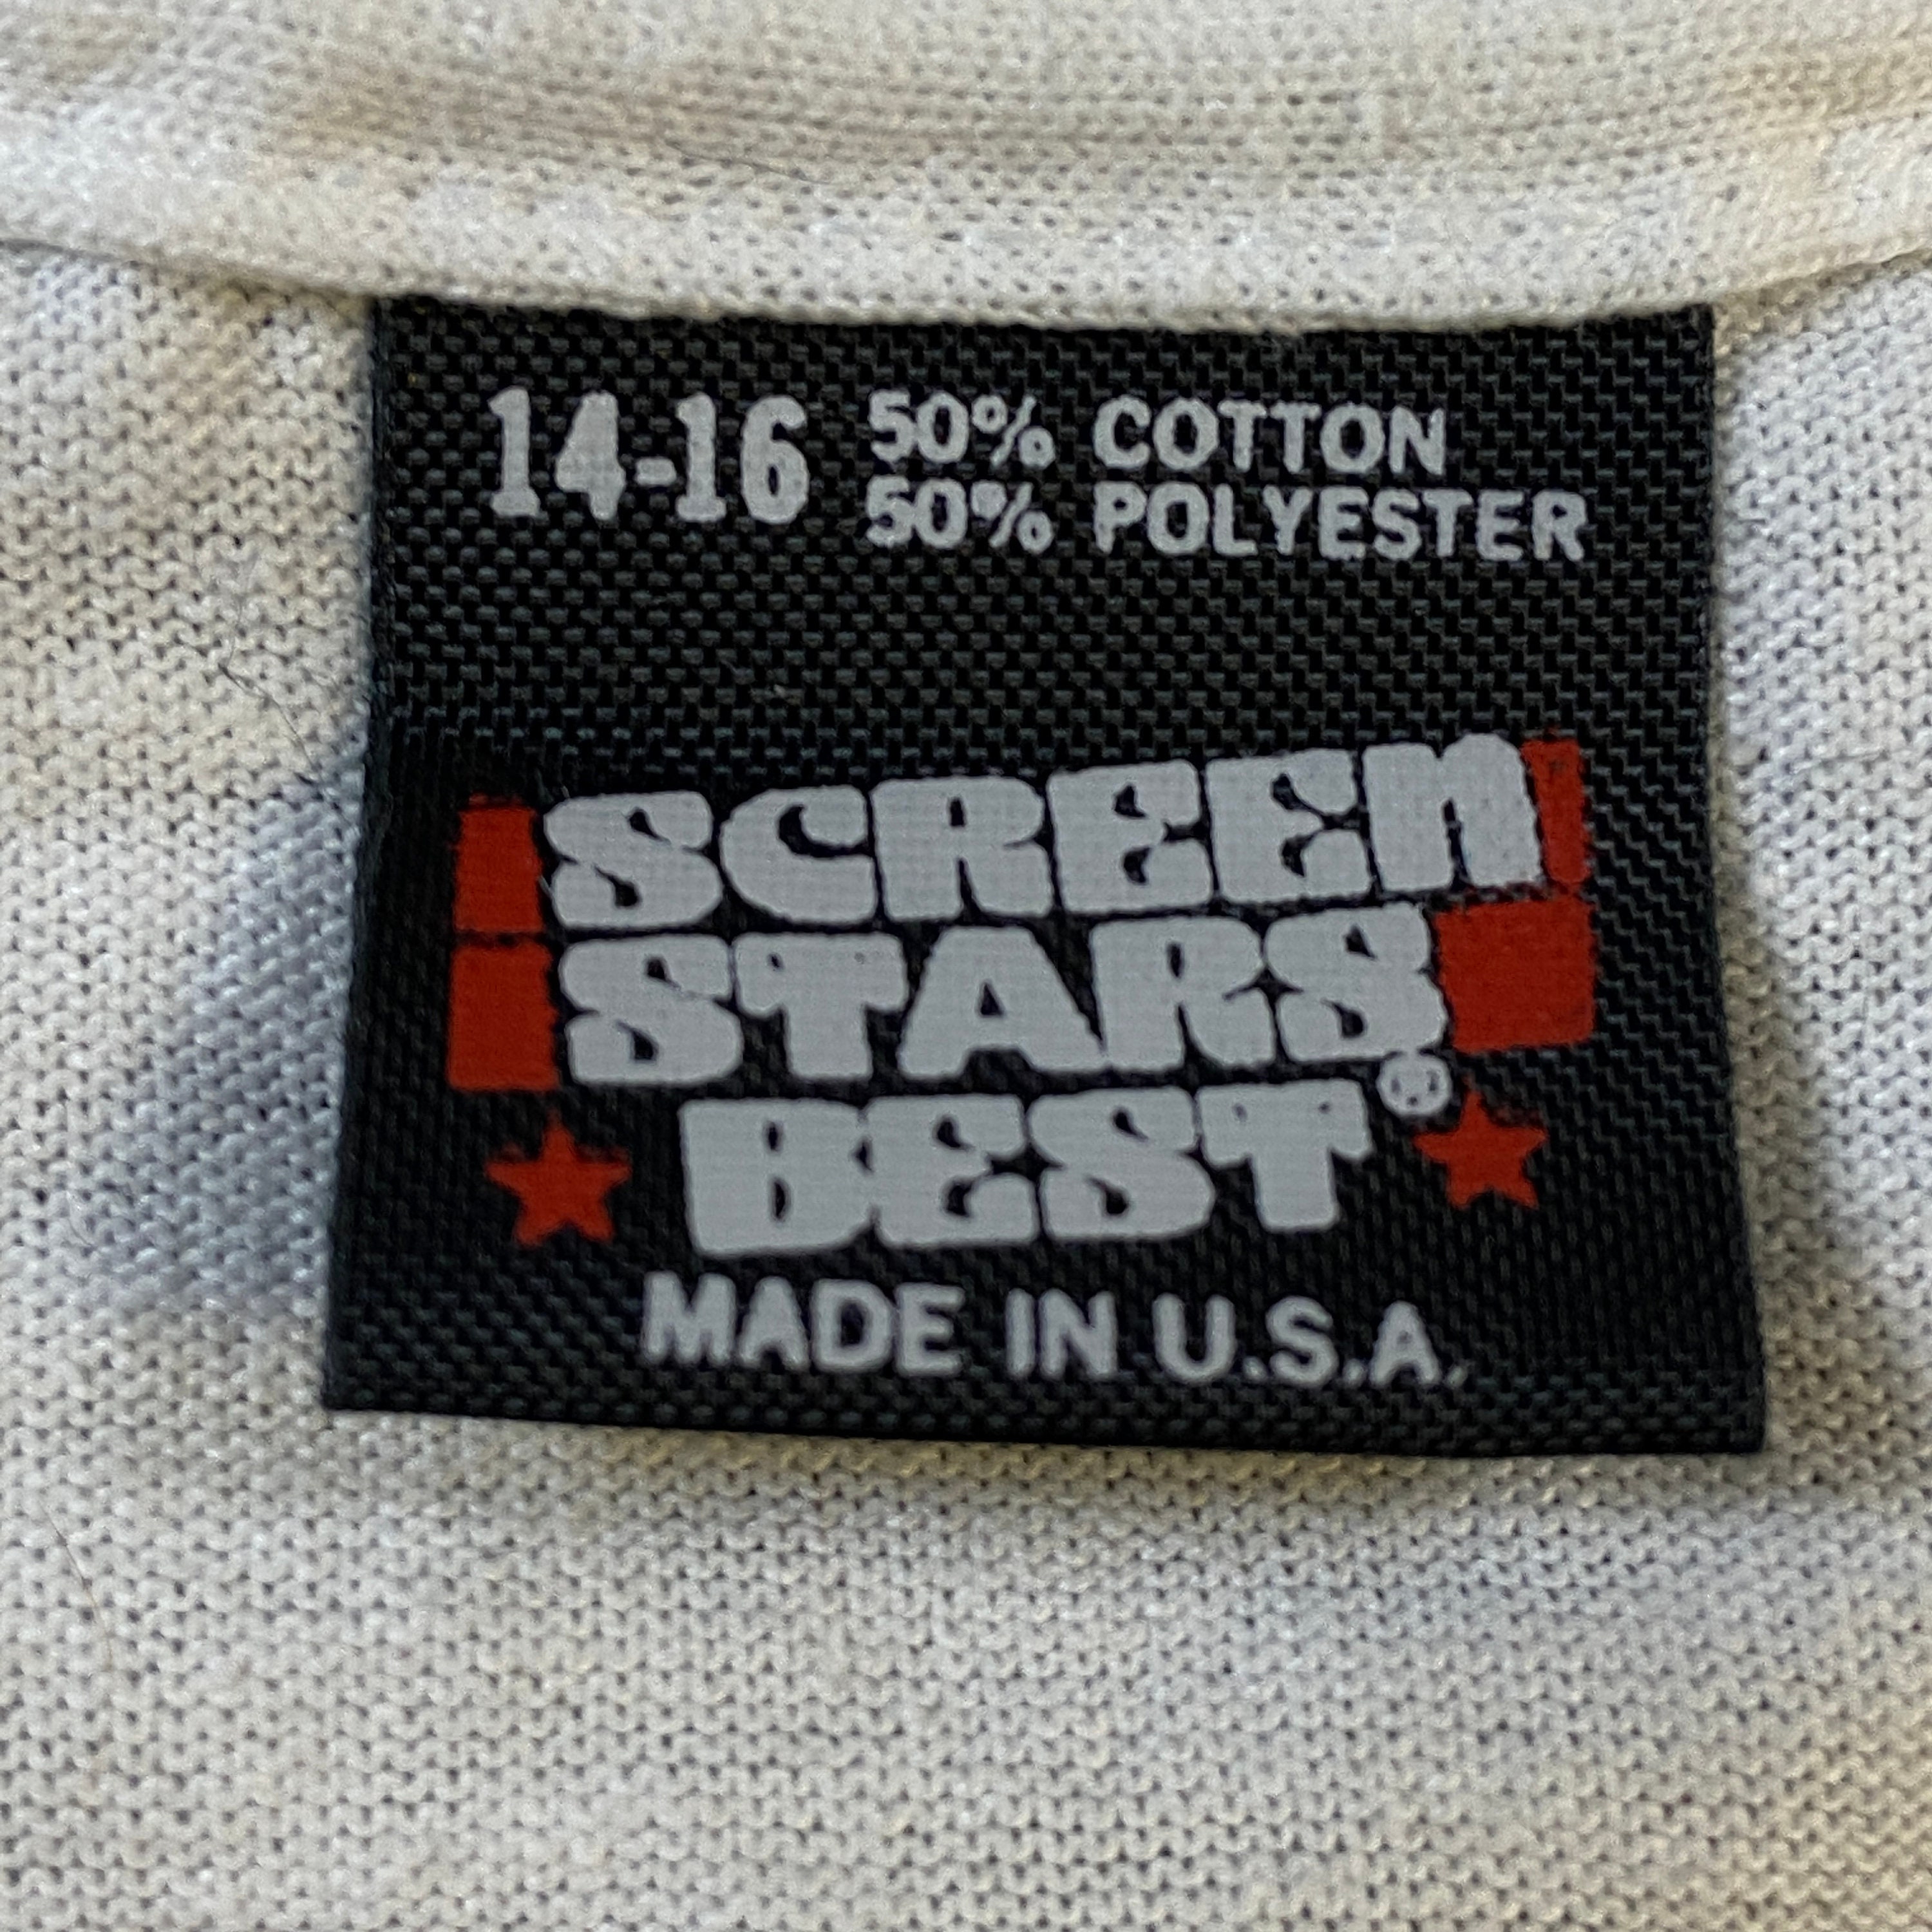 14-16 50% COTTON
50% POLYESTER
SCREEN
STARS
BEST®
MADE IN U.S.A.